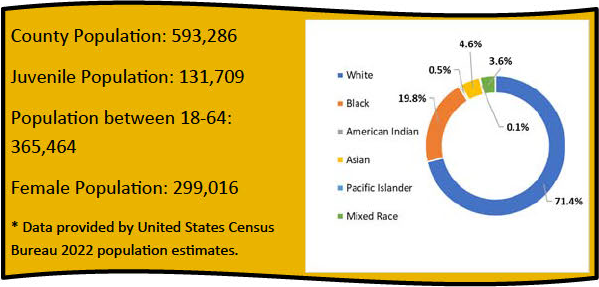 County Population: 593,286
Juvenile Population: 131,709
Population between 18-64:
365,464
Female Population: 299,016
* Data provided by United States Census
Bureau 2022 population estimates.
White
Black
American Indian
Asian
Pacific Islander
Mixed Race
4.6%
3.6%
0.5%
19.8%
0.1%
71.4%